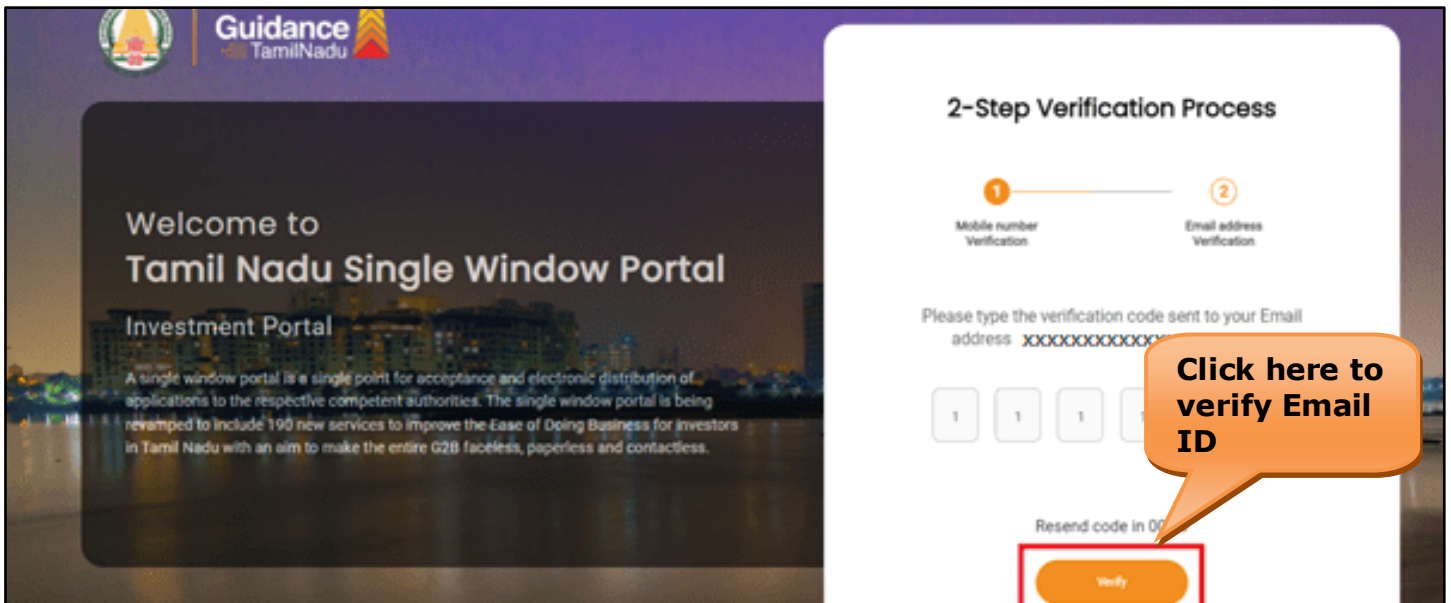 Guidance
TamilNadu
Welcome to
Tamil Nadu Single Window Portal
Investment Portal
A single window portal is a single point for acceptance and electronic distribution of
applications to the respective competent authorities. The single window portal is being
revamped to include 190 new services to improve the Ease of Doing Business for investors
in Tamil Nadu with an aim to make the entire G2B faceless, paperless and contactless.
2-Step Verification Process
1 2
Mobile number
Verification
Email address
Verification
Please type the verification code sent to your Email
address XXXXXXXXXXXXX
1 1 1 1
Click here to
verify Email
ID
Resend code in
Verify